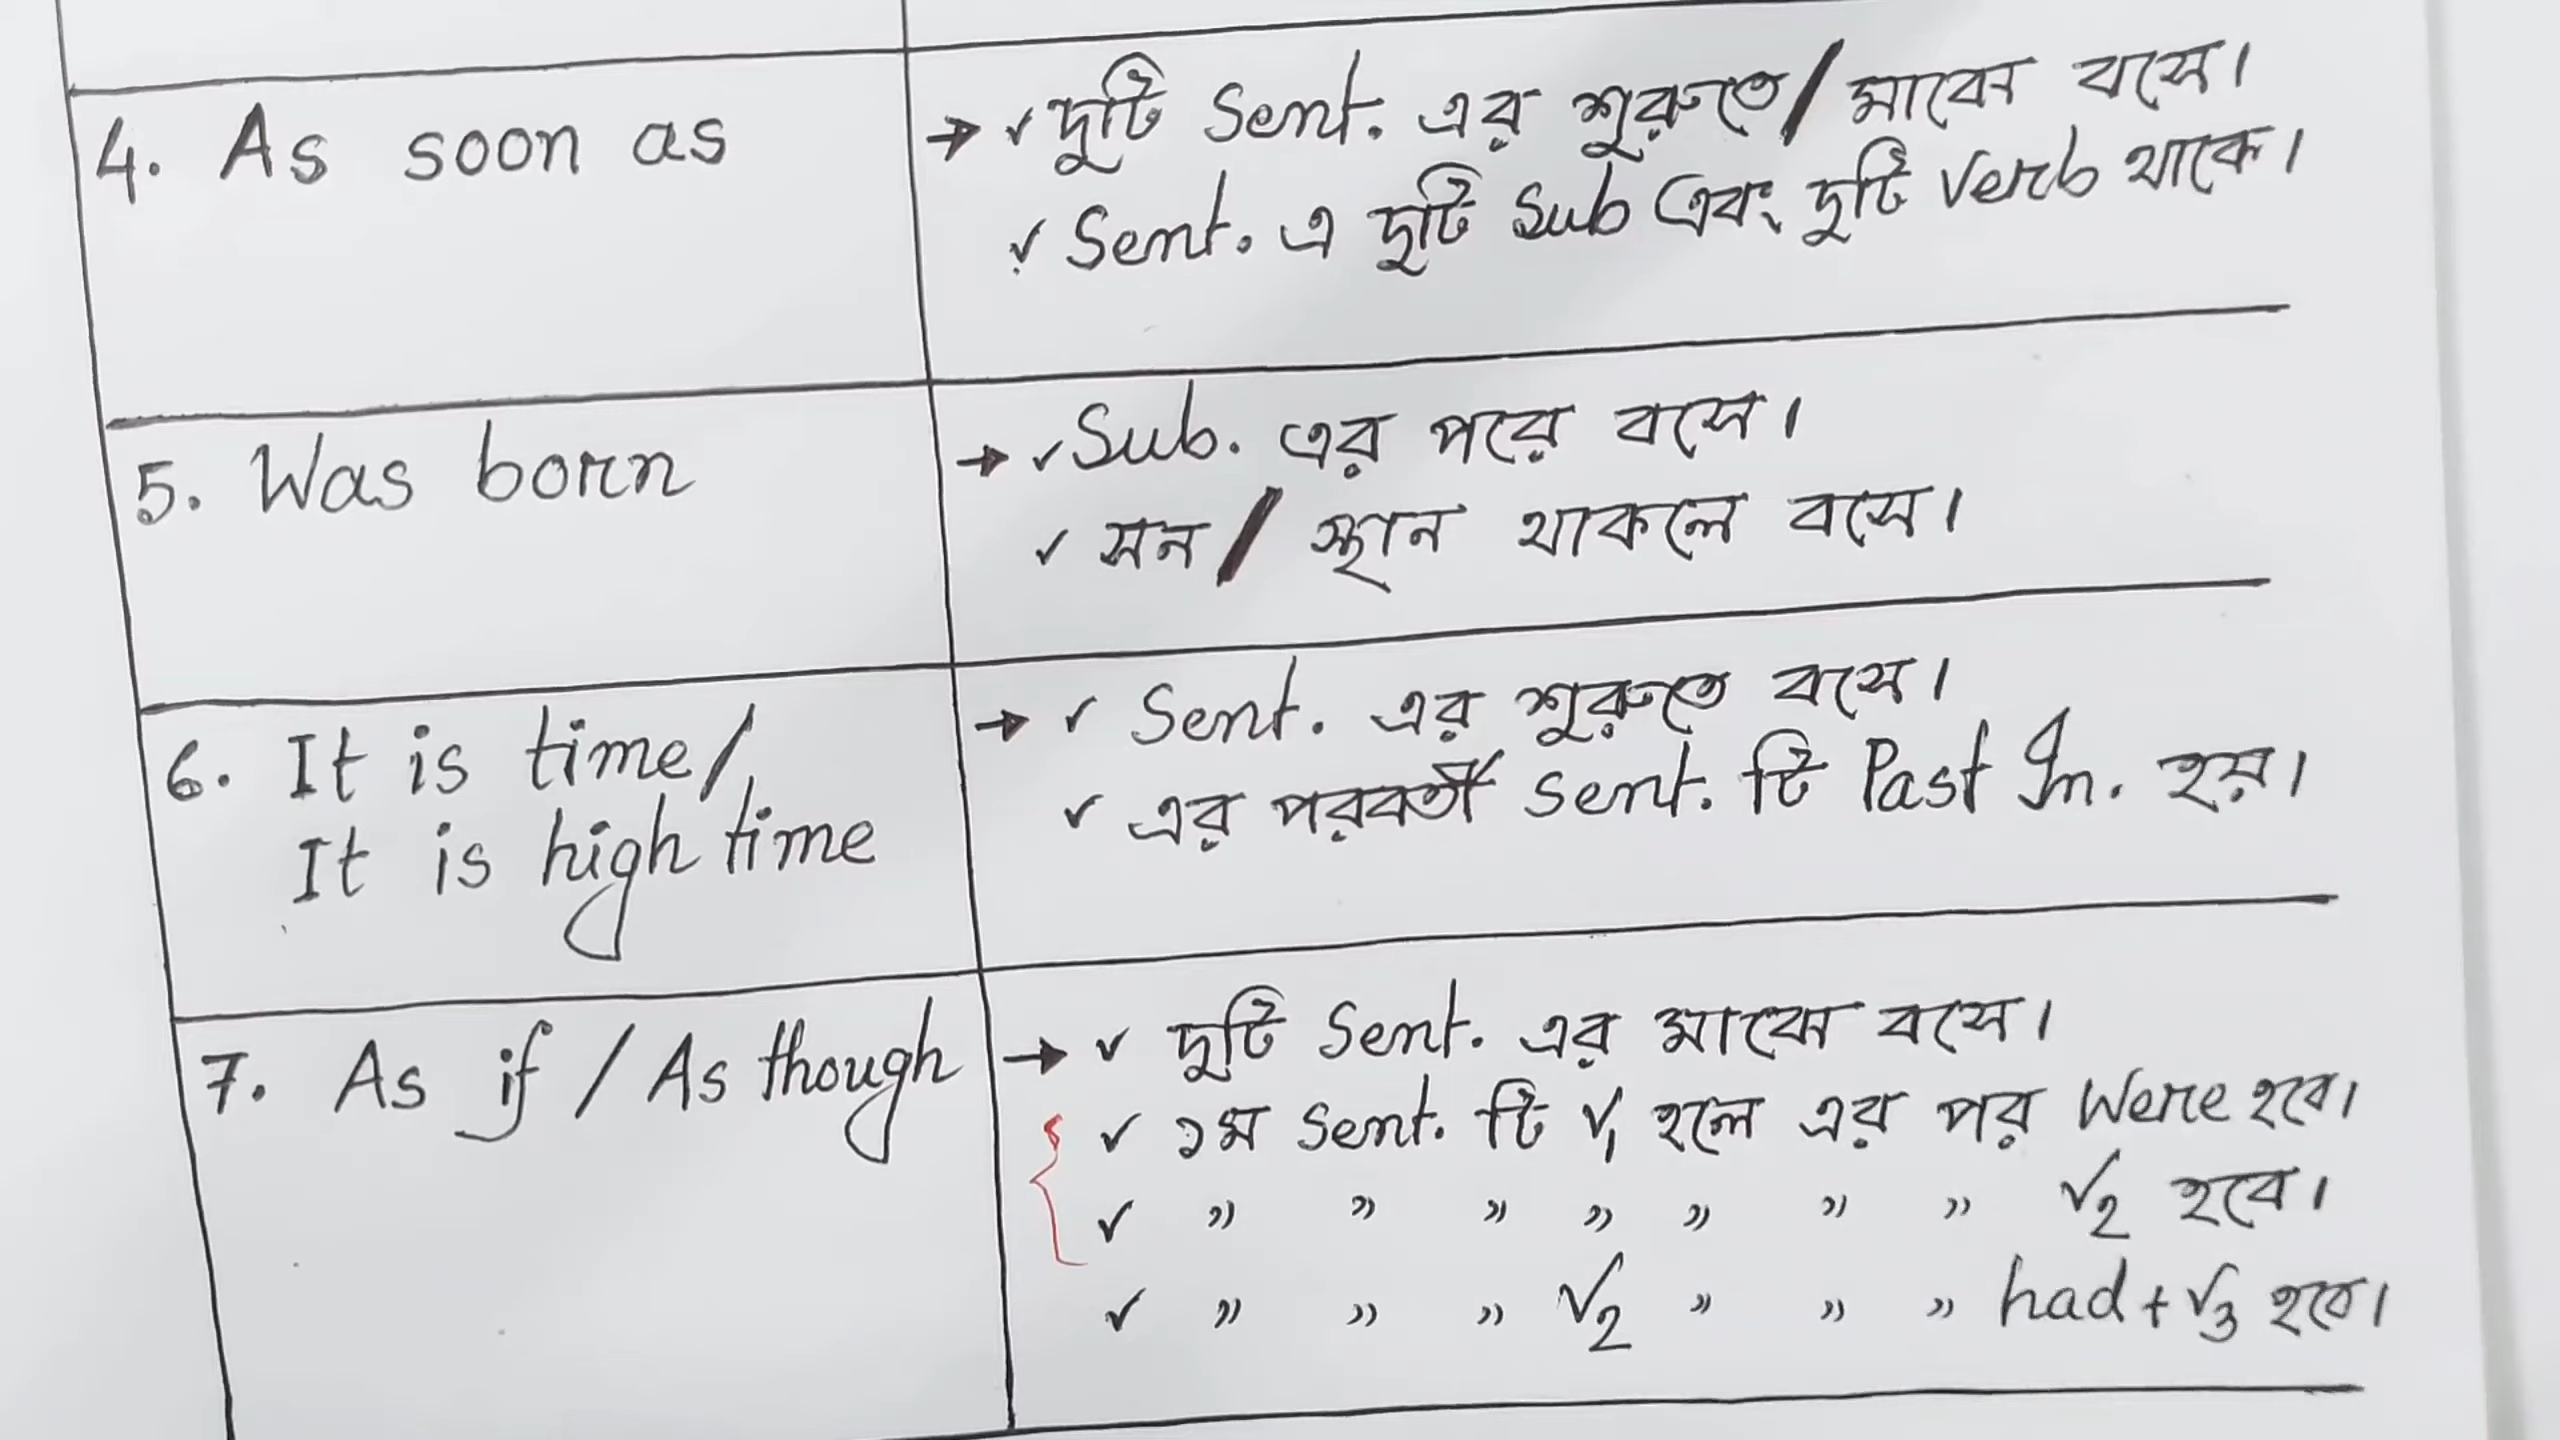 4. As soon as → ✓ দুটি Sent. এর শুরুতে / মাঝে বসে।
✓ Sent. এ দুটি Sub এবং দুটি Verb থাকে।
5. Was born → ✓ Sub. এর পরে বসে।
✓ সন / স্থান থাকলে বসে।
6. It is time / → ✓ Sent. এর শুরুতে বসে।
It is high time ✓ এর পরবর্তী Sent. টি Past In. হয়।
7. As if / As though → ✓ দুটি Sent. এর মাঝে বসে।
✓ ১ম Sent. টি V₁ হলে এর পর Were হবে।
✓ " " " " " " " V₂ হবে।
✓ " " " V₂ " " " had + V₃ হবে।